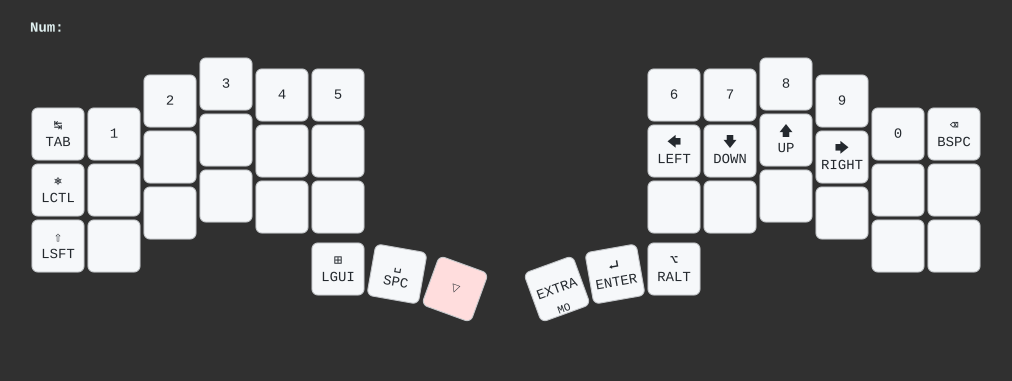 Num:
TAB
1
2
3
4
5
6
7
8
9
0
BSPC
LCTL
LEFT
DOWN
UP
RIGHT
LSFT
LGUI
SPC
EXTRA
MO
ENTER
RALT